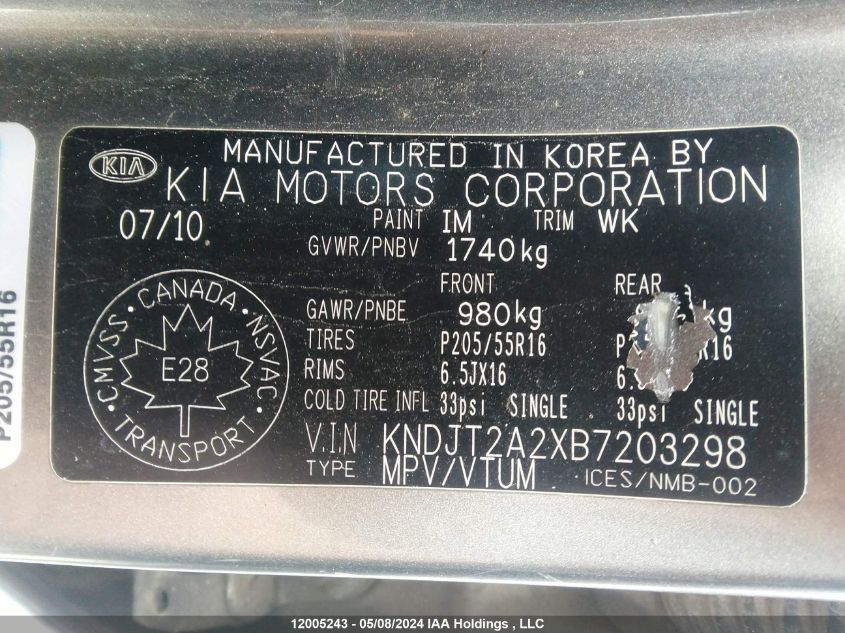 P205/55R16
KIA
MANUFACTURED IN KOREA BY
KIA MOTORS CORPORATION
07/10 PAINT IM TRIM WK
GVWR/PNBV 1740kg
FRONT REAR
GAWR/PNBE 980kg kg
TIRES P205/55R16
RIMS 6.5JX16
COLD TIRE INFL 33psi SINGLE 33psi SINGLE
V.I.N KNDJT2A2XB7203298
TYPE MPV/VTUM ICES/NMB-002
CMVSS · CANADA · NSVAC · TRANSPORT ·
E28
12005243 - 05/08/2024 IAA Holdings , LLC